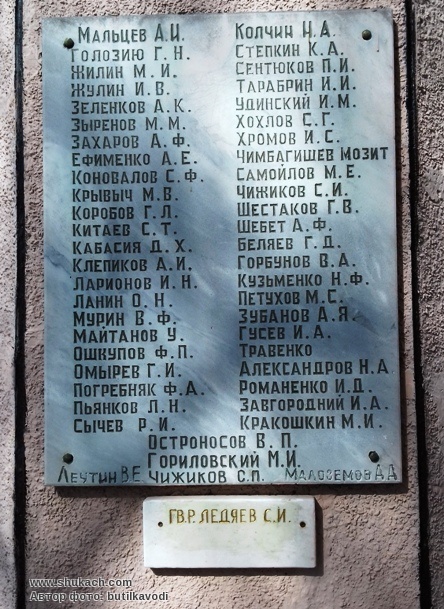 Мальцев А.И.
Голозию Г.Н.
Жилин М.И.
Жулин И.В.
Зеленков А.К.
Зыренов М.М.
Захаров А.Ф.
Ефименко А.Е.
Коновалов С.Ф.
Крывыч М.В.
Коробов Г.Л.
Китаев С.Т.
Кабасия Д.Х.
Клепиков А.И.
Ларионов И.Н.
Ланин О.Н.
Мурин В.Ф.
Майтанов У.
Ошкупов Ф.П.
Омырев Г.И.
Погребняк Ф.А.
Пьянков Л.Н.
Сычев Р.И.
Колчин Н.А.
Степкин К.А.
Сентюков П.И.
Тарабрин И.И.
Удинский И.М.
Хохлов С.Г.
Хромов И.С.
Чимбагишев Мозит
Самойлов М.Е.
Чижиков С.И.
Шестаков Г.В.
Шебет А.Ф.
Беляев Г.Д.
Горбунов В.А.
Кузьменко Н.Ф.
Петухов М.С.
Зубанов А.Я.
Гусев И.А.
Травенко
Александров Н.А
Романенко И.Д.
Завгородний И.А.
Кракошкин М.И.
Остроносов В.П.
Гориловский М.И.
Леутин В.Е. Чижиков С.П. Малоземов А.Д
ГВ.Р. ЛЕДЯЕВ С.И.
www.shukach.com
Автор фото: butilkavodi